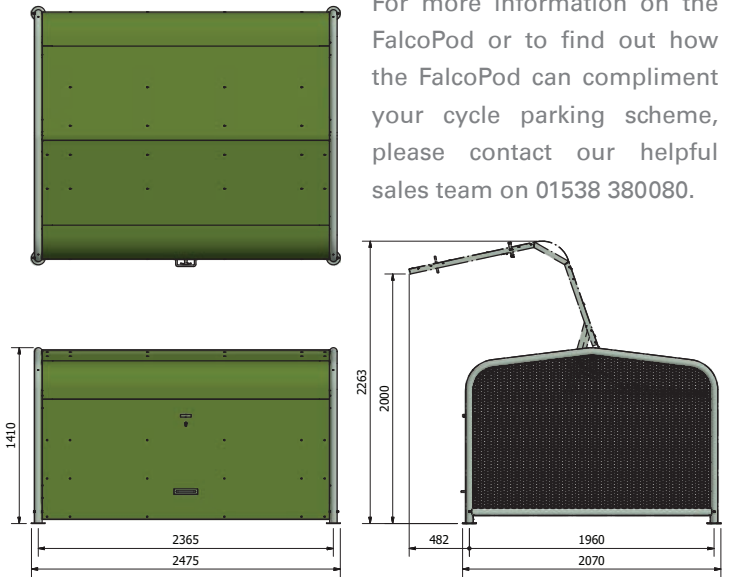 For more information on the
FalcoPod or to find out how
the FalcoPod can compliment
your cycle parking scheme,
please contact our helpful
sales team on 01538 380080.
2263
2000
1410
2365
2475
482
1960
2070